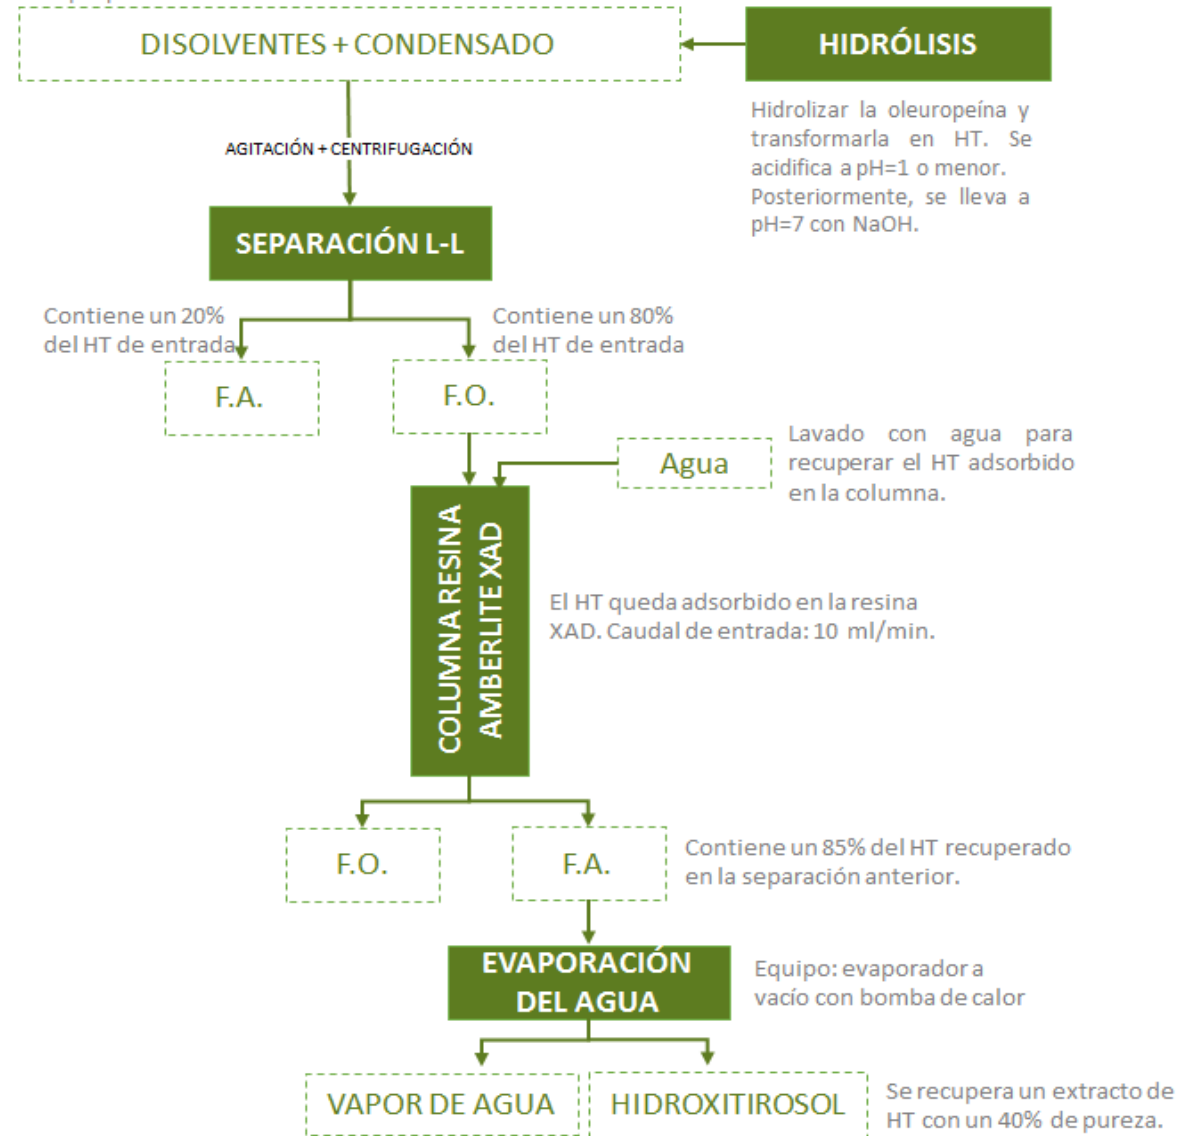 DISOLVENTES + CONDENSADO
HIDRÓLISIS
Hidrolizar la oleuropeína y
transformarla en HT. Se
acidifica a pH=1 o menor.
Posteriormente, se lleva a
pH=7 con NaOH.
AGITACIÓN + CENTRIFUGACIÓN
SEPARACIÓN L-L
Contiene un 20%
del HT de entrada
Contiene un 80%
del HT de entrada
F.A.
F.O.
Agua
Lavado con agua para
recuperar el HT adsorbido
en la columna.
COLUMNA RESINA
AMBERLITE XAD
El HT queda adsorbido en la resina
XAD. Caudal de entrada: 10 ml/min.
F.O.
F.A.
Contiene un 85% del HT recuperado
en la separación anterior.
EVAPORACIÓN
DEL AGUA
Equipo: evaporador a
vacío con bomba de calor
VAPOR DE AGUA
HIDROXITIROSOL
Se recupera un extracto de
HT con un 40% de pureza.